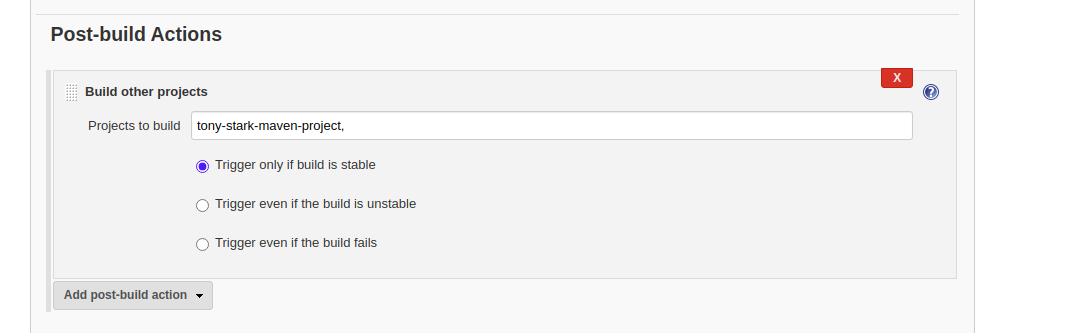 Post-build Actions
X
Build other projects
?
Projects to build tony-stark-maven-project,
Trigger only if build is stable
Trigger even if the build is unstable
Trigger even if the build fails
Add post-build action